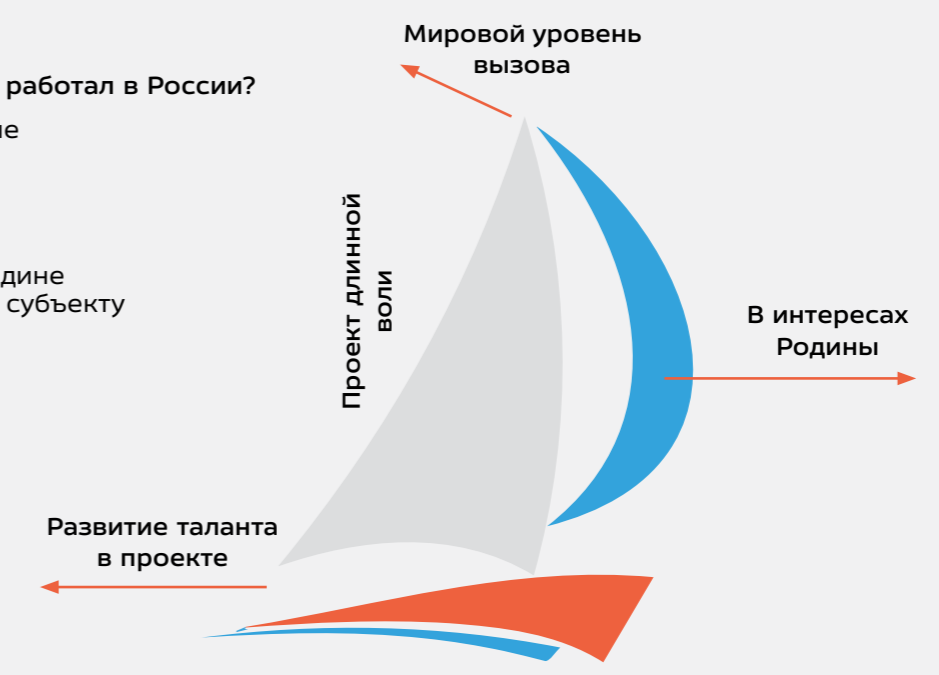 работал в России?
дине
субъекту
Мировой уровень
вызова
Проект длинной
воли
В интересах
Родины
Развитие таланта
в проекте